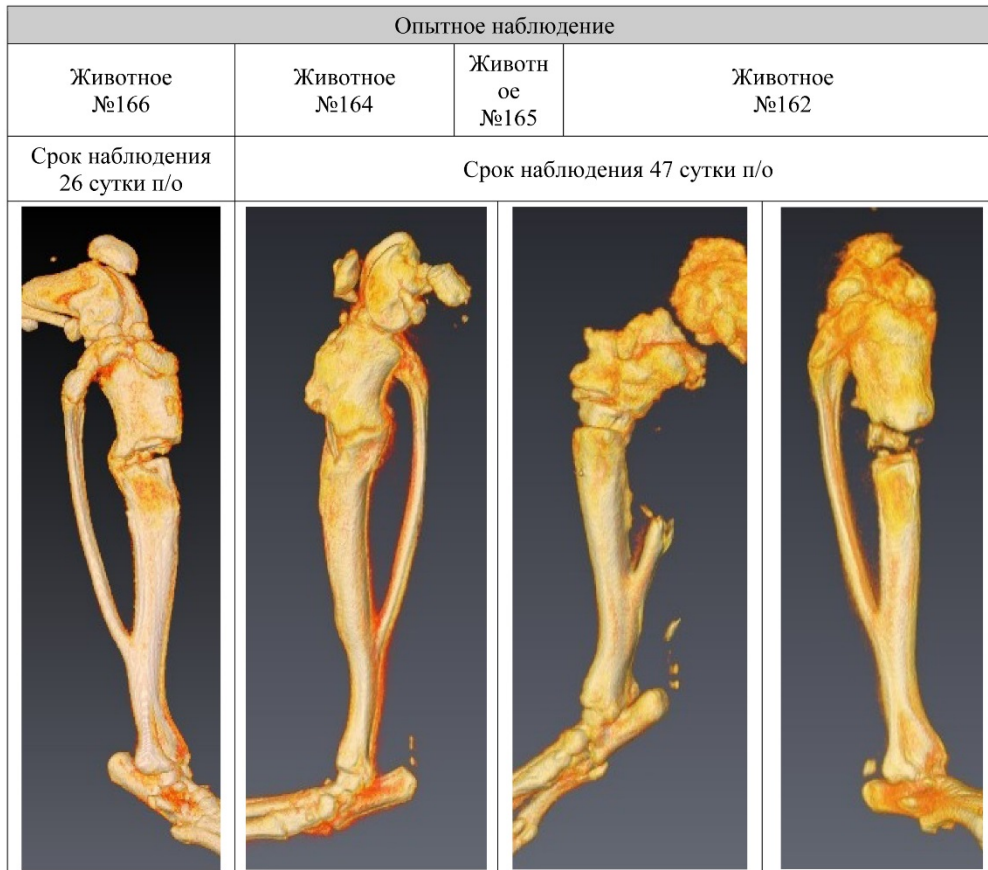 Опытное наблюдение
Животное
№166
Животное
№164
Животн
ое
№165
Животное
№162
Срок наблюдения
26 сутки п/о
Срок наблюдения 47 сутки п/о